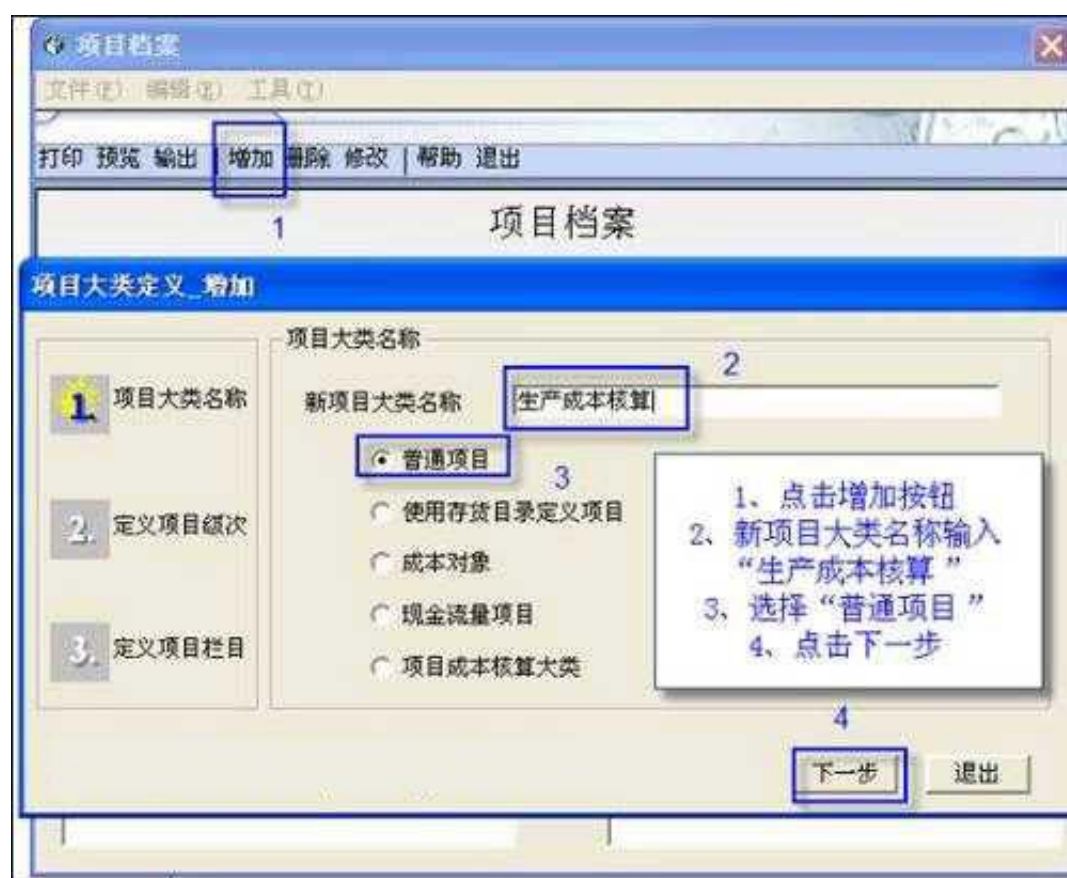 项目档案
文件(F) 编辑(E) 工具(T)
打印 预览 输出 | 增加 删除 修改 | 帮助 退出
1
项目档案
项目大类定义_增加
项目大类名称
2
1. 项目大类名称
新项目大类名称 生产成本核算
普通项目
3
使用存货目录定义项目
2. 定义项目级次
成本对象
现金流量项目
3. 定义项目栏目
项目成本核算大类
1、点击增加按钮
2、新项目大类名称输入
“生产成本核算 ”
3、选择“普通项目 ”
4、点击下一步
4
下一步 退出